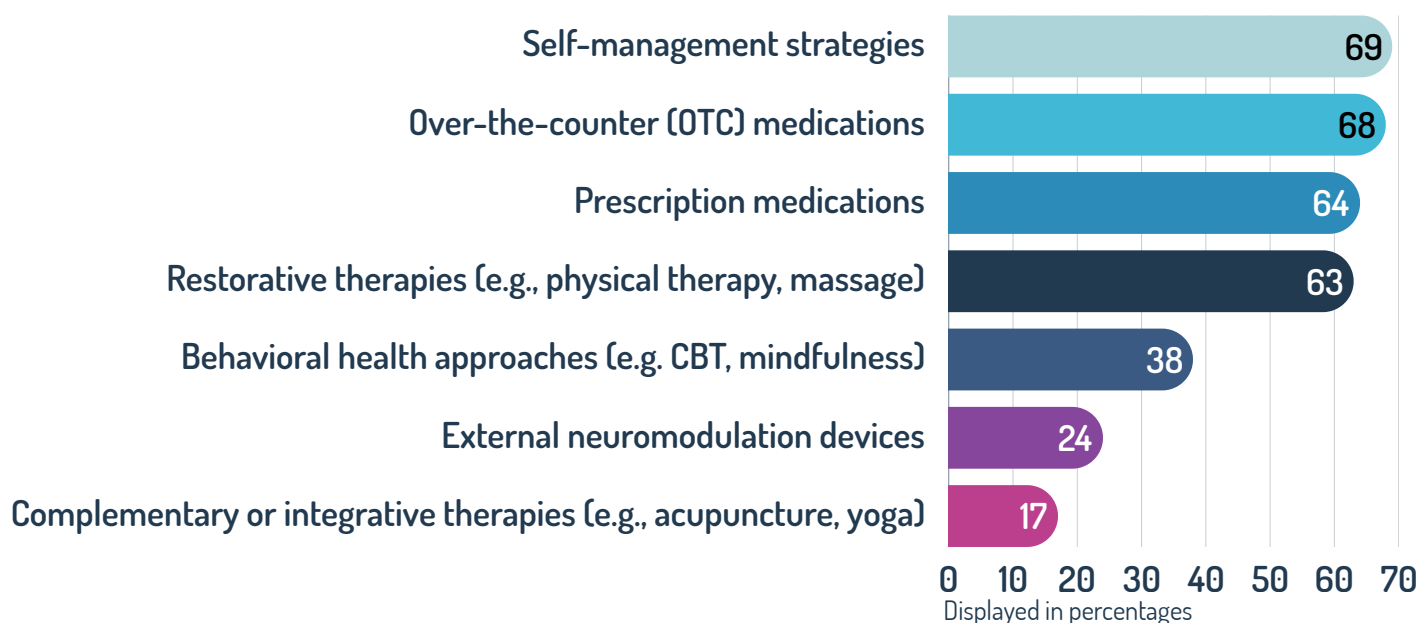 Self-management strategies 69
Over-the-counter (OTC) medications 68
Prescription medications 64
Restorative therapies (e.g., physical therapy, massage) 63
Behavioral health approaches (e.g. CBT, mindfulness) 38
External neuromodulation devices 24
Complementary or integrative therapies (e.g., acupuncture, yoga) 17
0 10 20 30 40 50 60 70
Displayed in percentages